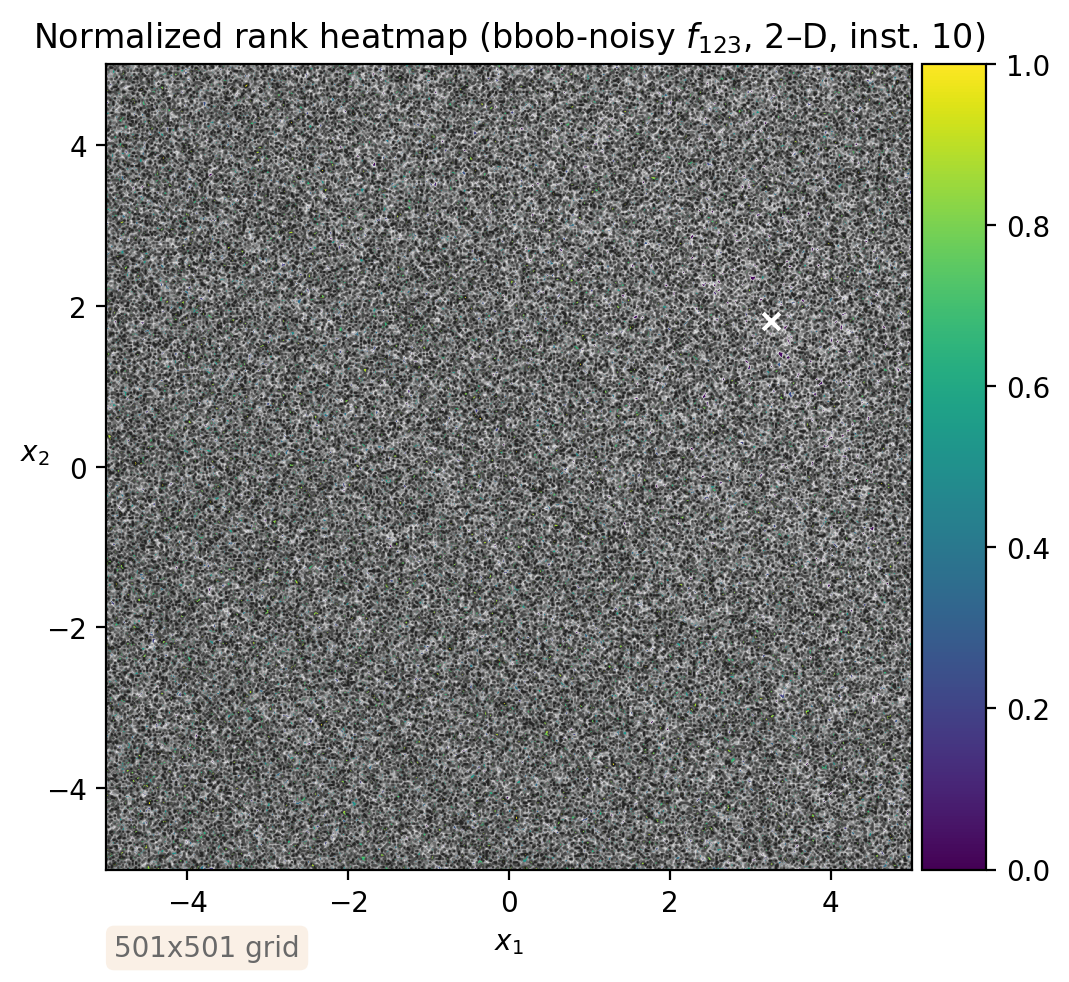 Normalized rank heatmap (bbob-noisy f₁₂₃, 2–D, inst. 10)
1.0
0.8
0.6
0.4
0.2
0.0
4
2
0
−2
−4
x₂
−4 −2 0 2 4
x₁
501x501 grid